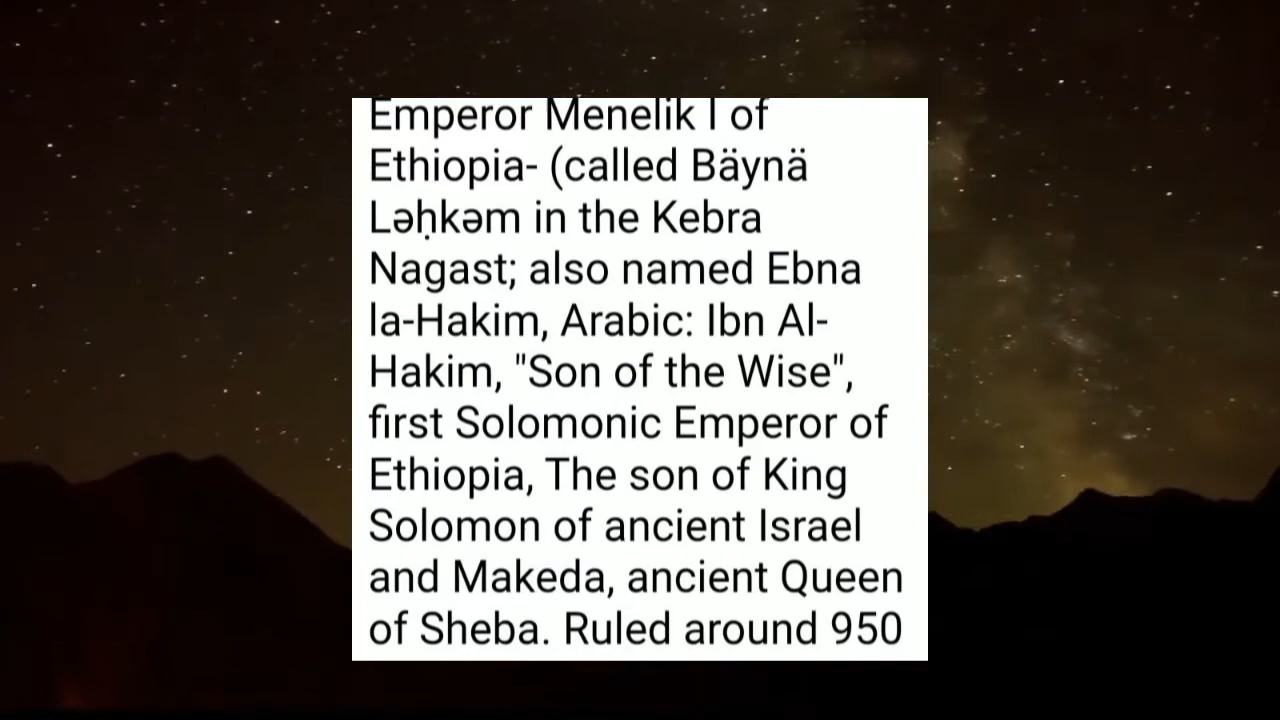 Emperor Menelik I of
Ethiopia- (called Bäynä
Ləḥkəm in the Kebra
Nagast; also named Ebna
la-Hakim, Arabic: Ibn Al-
Hakim, "Son of the Wise",
first Solomonic Emperor of
Ethiopia, The son of King
Solomon of ancient Israel
and Makeda, ancient Queen
of Sheba. Ruled around 950